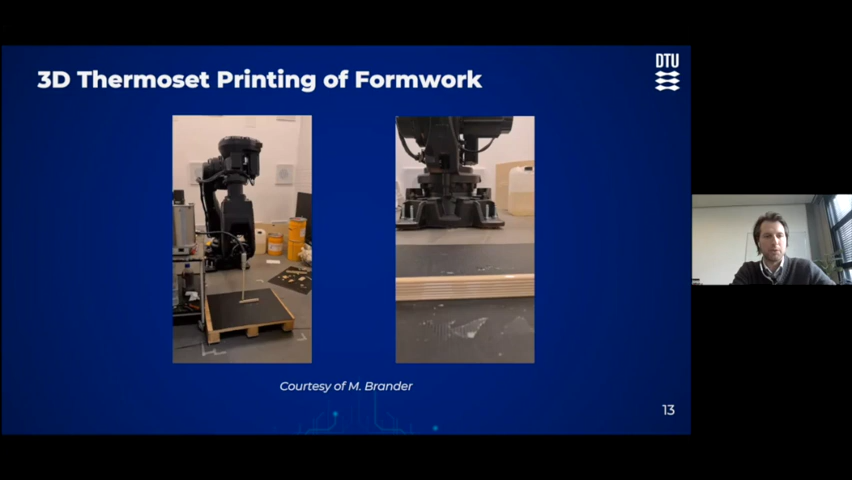 3D Thermoset Printing of Formwork
DTU
Courtesy of M. Brander
13